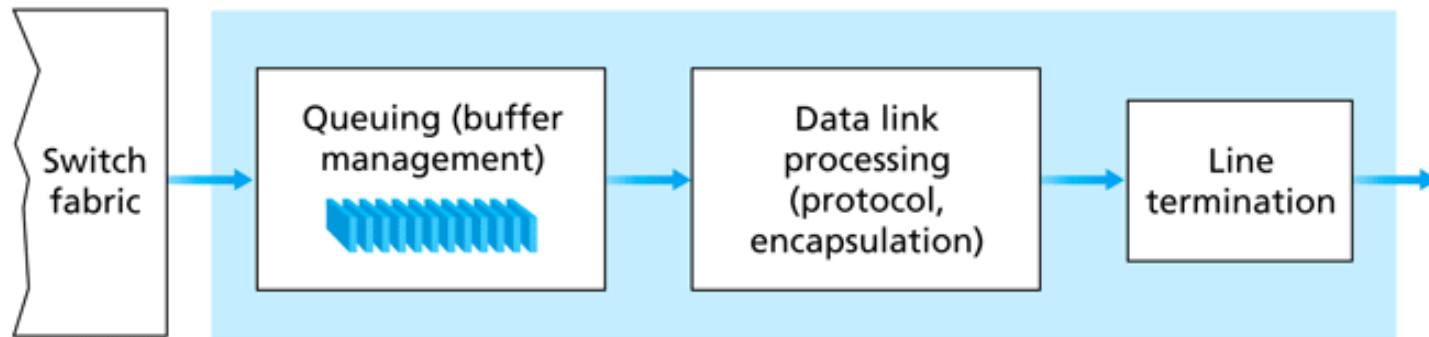 Switch
fabric
Queuing (buffer
management)
Data link
processing
(protocol,
encapsulation)
Line
termination